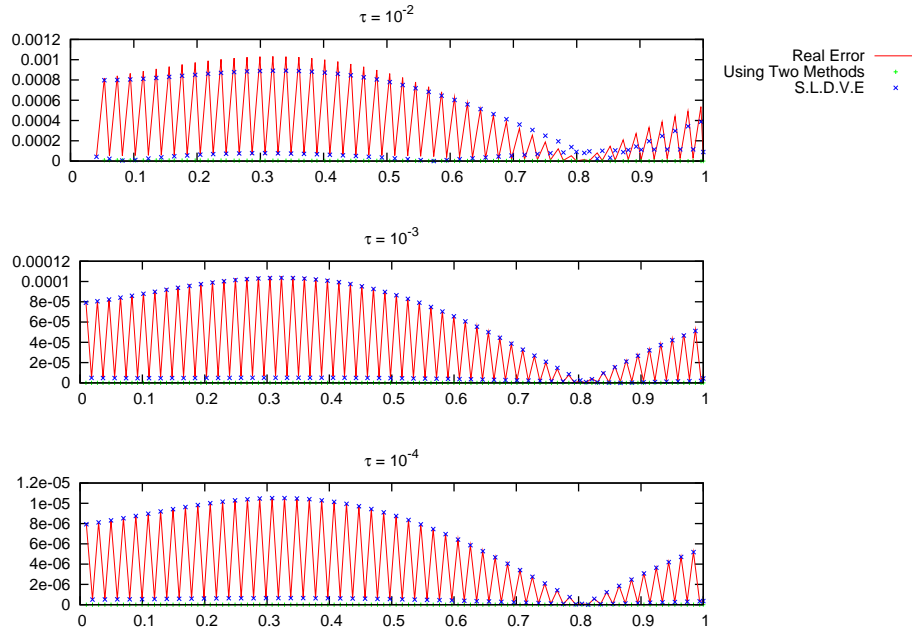 τ = 10^-2
Real Error
Using Two Methods
S.L.D.V.E
0.0012
0.001
0.0008
0.0006
0.0004
0.0002
0
0 0.1 0.2 0.3 0.4 0.5 0.6 0.7 0.8 0.9 1
τ = 10^-3
0.00012
0.0001
8e-05
6e-05
4e-05
2e-05
0
0 0.1 0.2 0.3 0.4 0.5 0.6 0.7 0.8 0.9 1
τ = 10^-4
1.2e-05
1e-05
8e-06
6e-06
4e-06
2e-06
0
0 0.1 0.2 0.3 0.4 0.5 0.6 0.7 0.8 0.9 1